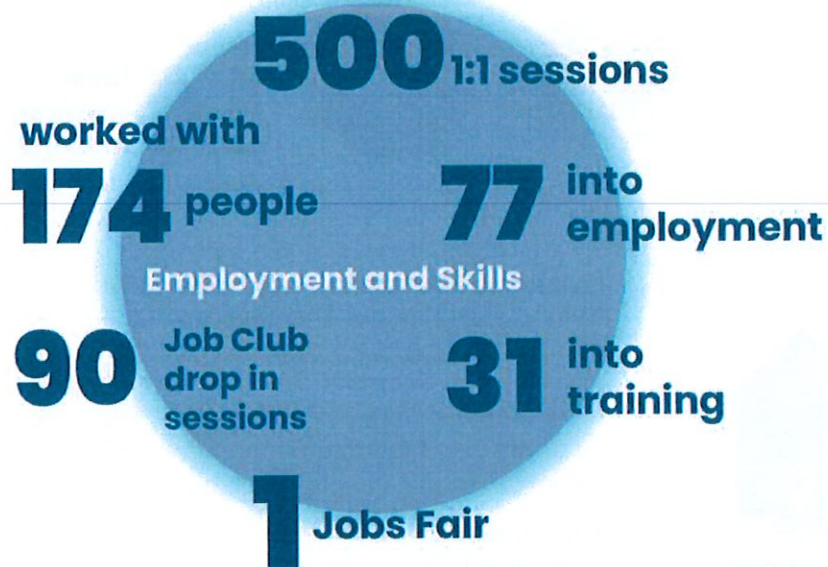 500 1:1 sessions
worked with
174 people
77 into
employment
Employment and Skills
90 Job Club
drop in
sessions
31 into
training
1 Jobs Fair